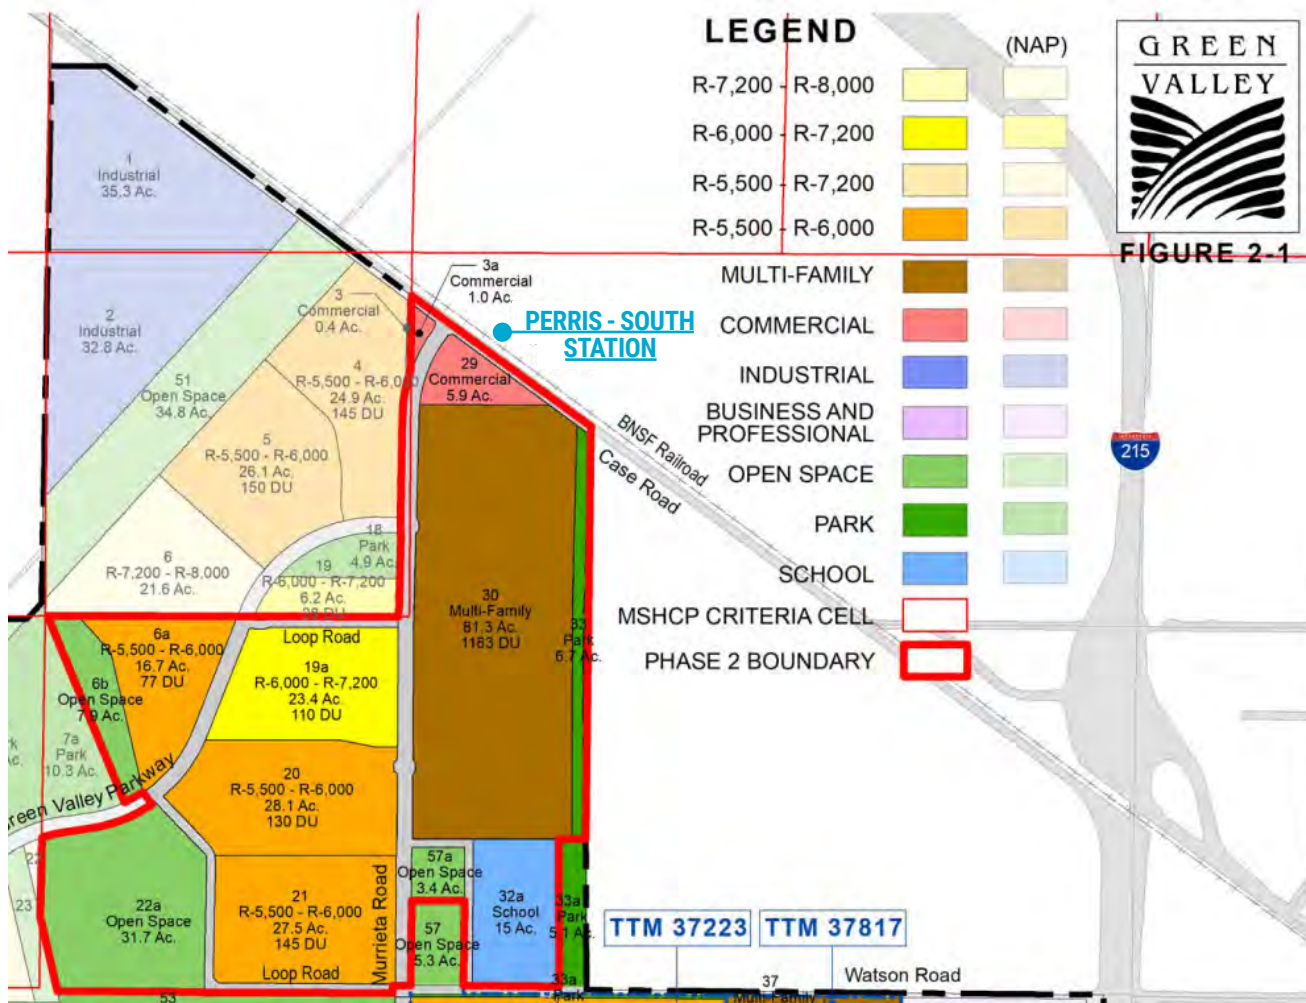 LEGEND
(NAP)
R-7,200 - R-8,000
R-6,000 - R-7,200
R-5,500 - R-7,200
R-5,500 - R-6,000
MULTI-FAMILY
COMMERCIAL
INDUSTRIAL
BUSINESS AND
PROFESSIONAL
OPEN SPACE
PARK
SCHOOL
MSHCP CRITERIA CELL
PHASE 2 BOUNDARY
GREEN
VALLEY
FIGURE 2-1
215
1
Industrial
35.3 Ac.
2
Industrial
32.8 Ac.
51
Open Space
34.8 Ac.
3
Commercial
0.4 Ac.
3a
Commercial
1.0 Ac.
PERRIS - SOUTH
STATION
4
R-5,500 - R-6,000
24.9 Ac.
145 DU
29
Commercial
5.9 Ac.
5
R-5,500 - R-6,000
26.1 Ac.
150 DU
BNSF Railroad
Case Road
6
R-7,200 - R-8,000
21.6 Ac.
18
Park
4.9 Ac.
19
R-6,000 - R-7,200
6.2 Ac.
DU
30
Multi-Family
81.3 Ac.
1163 DU
33
Park
6.7 Ac.
Loop Road
6a
R-5,500 - R-6,000
16.7 Ac.
77 DU
19a
R-6,000 - R-7,200
23.4 Ac.
110 DU
6b
Open Space
7.9 Ac.
7a
Park
10.3 Ac.
reen Valley Parkway
20
R-5,500 - R-6,000
28.1 Ac.
130 DU
22
23
22a
Open Space
31.7 Ac.
21
R-5,500 - R-6,000
27.5 Ac.
145 DU
Loop Road
Murrieta Road
57a
Open Space
3.4 Ac.
57
Open Space
5.3 Ac.
32a
School
15 Ac.
33a
Park
5.1 Ac.
33a
Park
TTM 37223
TTM 37817
37
Multi-Family
Watson Road
53